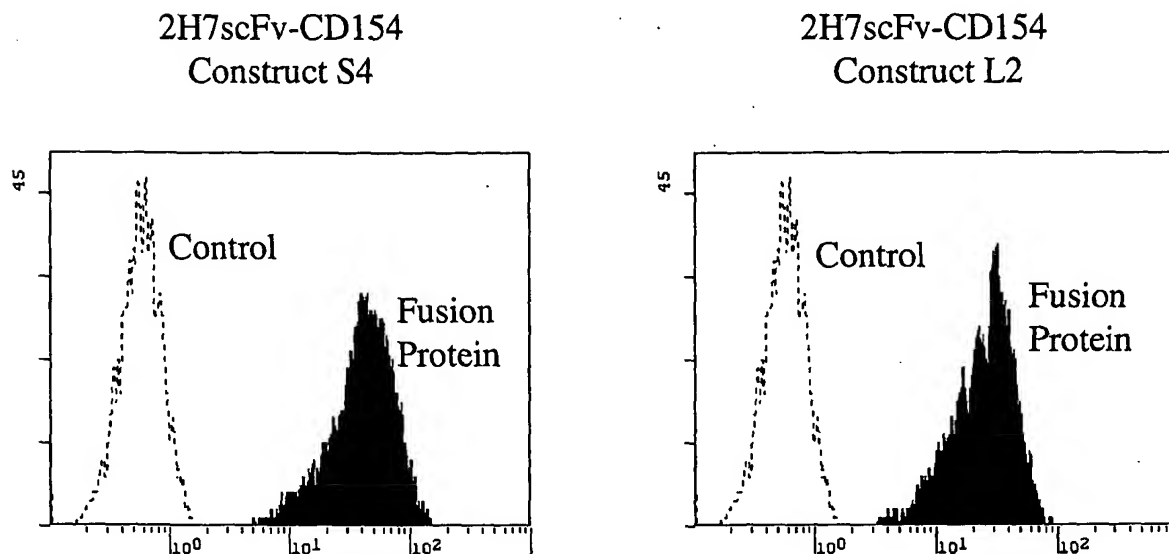 2H7scFv-CD154
Construct S4
45
Control
Fusion
Protein
10⁰
10¹
10²
2H7scFv-CD154
Construct L2
45
Control
Fusion
Protein
10⁰
10¹
10²